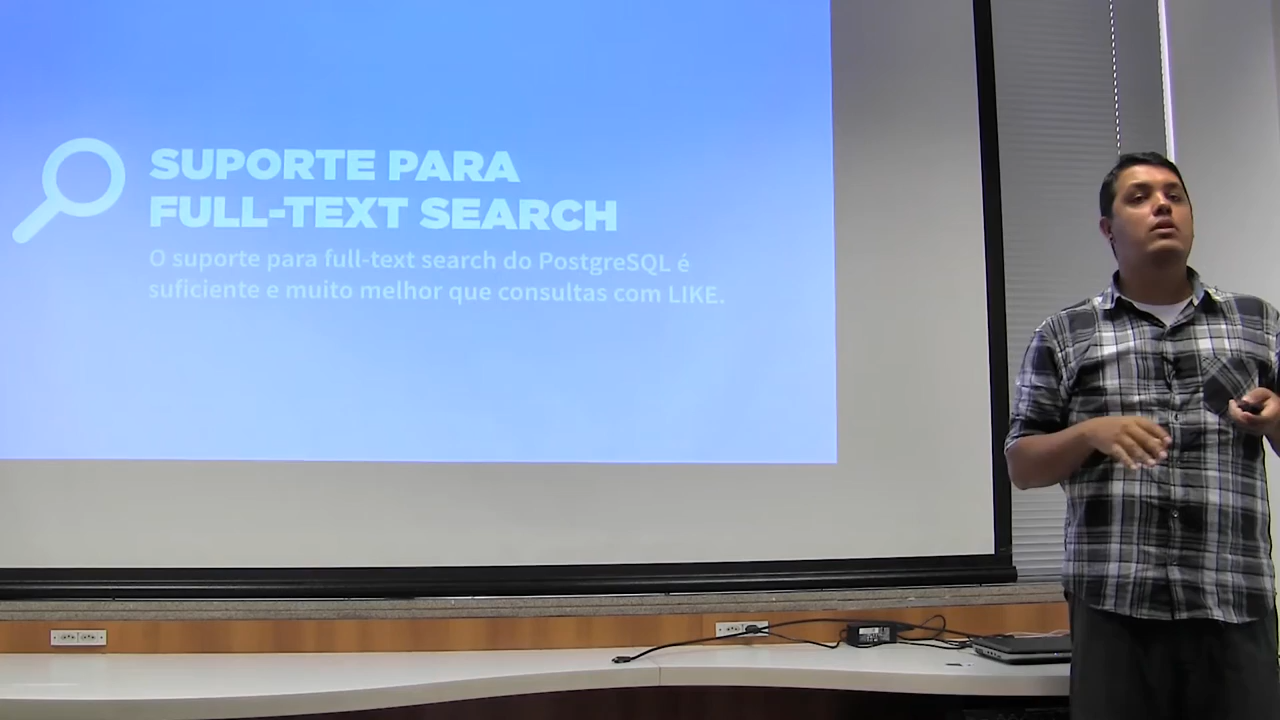 SUPORTE PARA
FULL-TEXT SEARCH
O suporte para full-text search do PostgreSQL é
suficiente e muito melhor que consultas com LIKE.